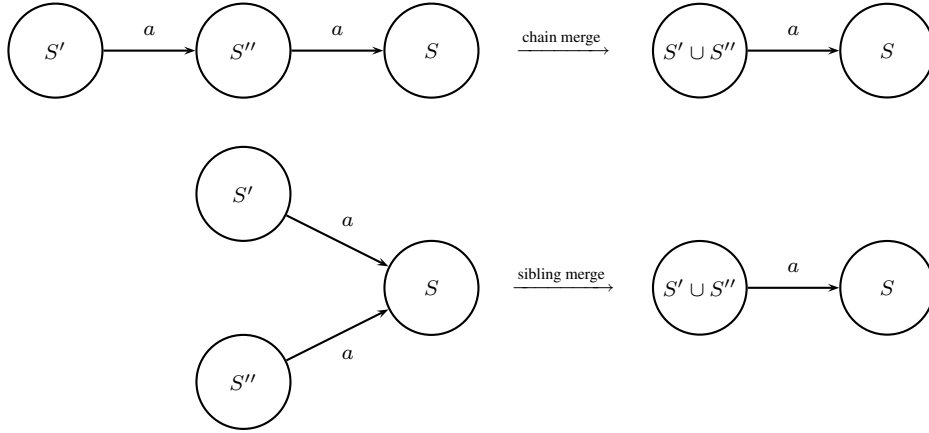 a a chain merge a
S′ S″ S S′ ∪ S″ S
S′
a
sibling merge a
S S′ ∪ S″ S
a
S″